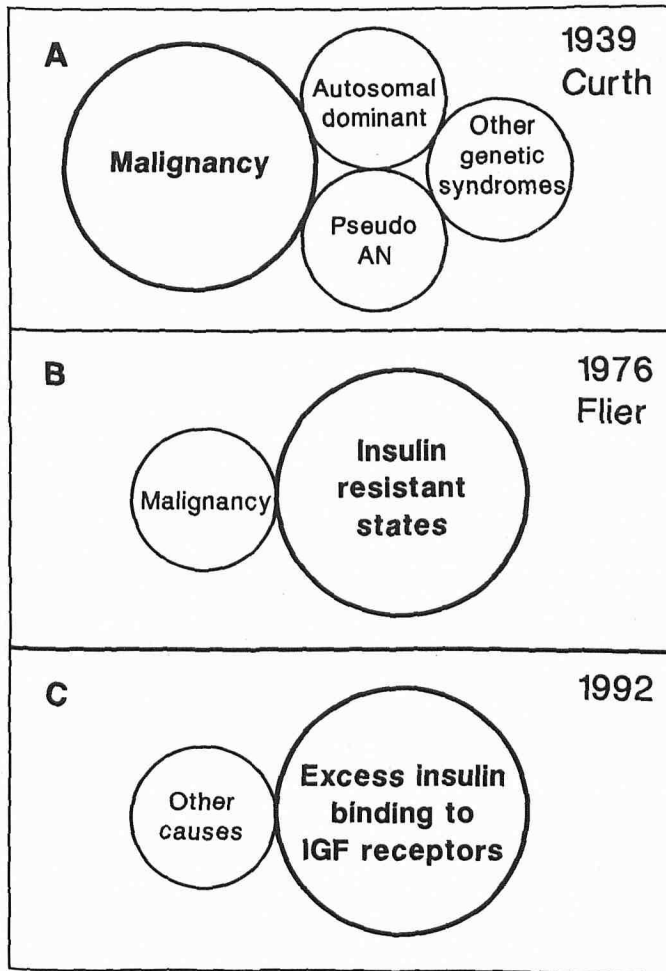 A
1939
Curth
Malignancy
Autosomal
dominant
Other
genetic
syndromes
Pseudo
AN
B
1976
Flier
Malignancy
Insulin
resistant
states
C
1992
Other
causes
Excess insulin
binding to
IGF receptors